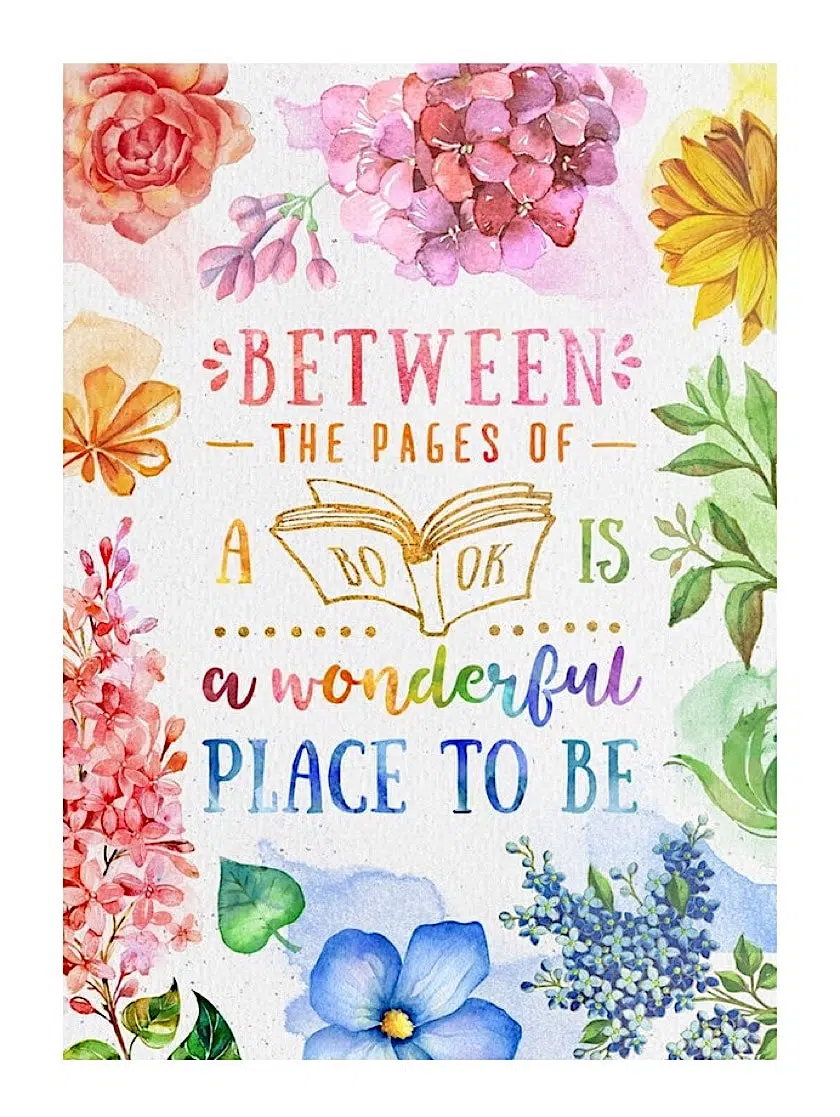 BETWEEN
THE PAGES OF
A BOOK IS
a wonderful
PLACE TO BE